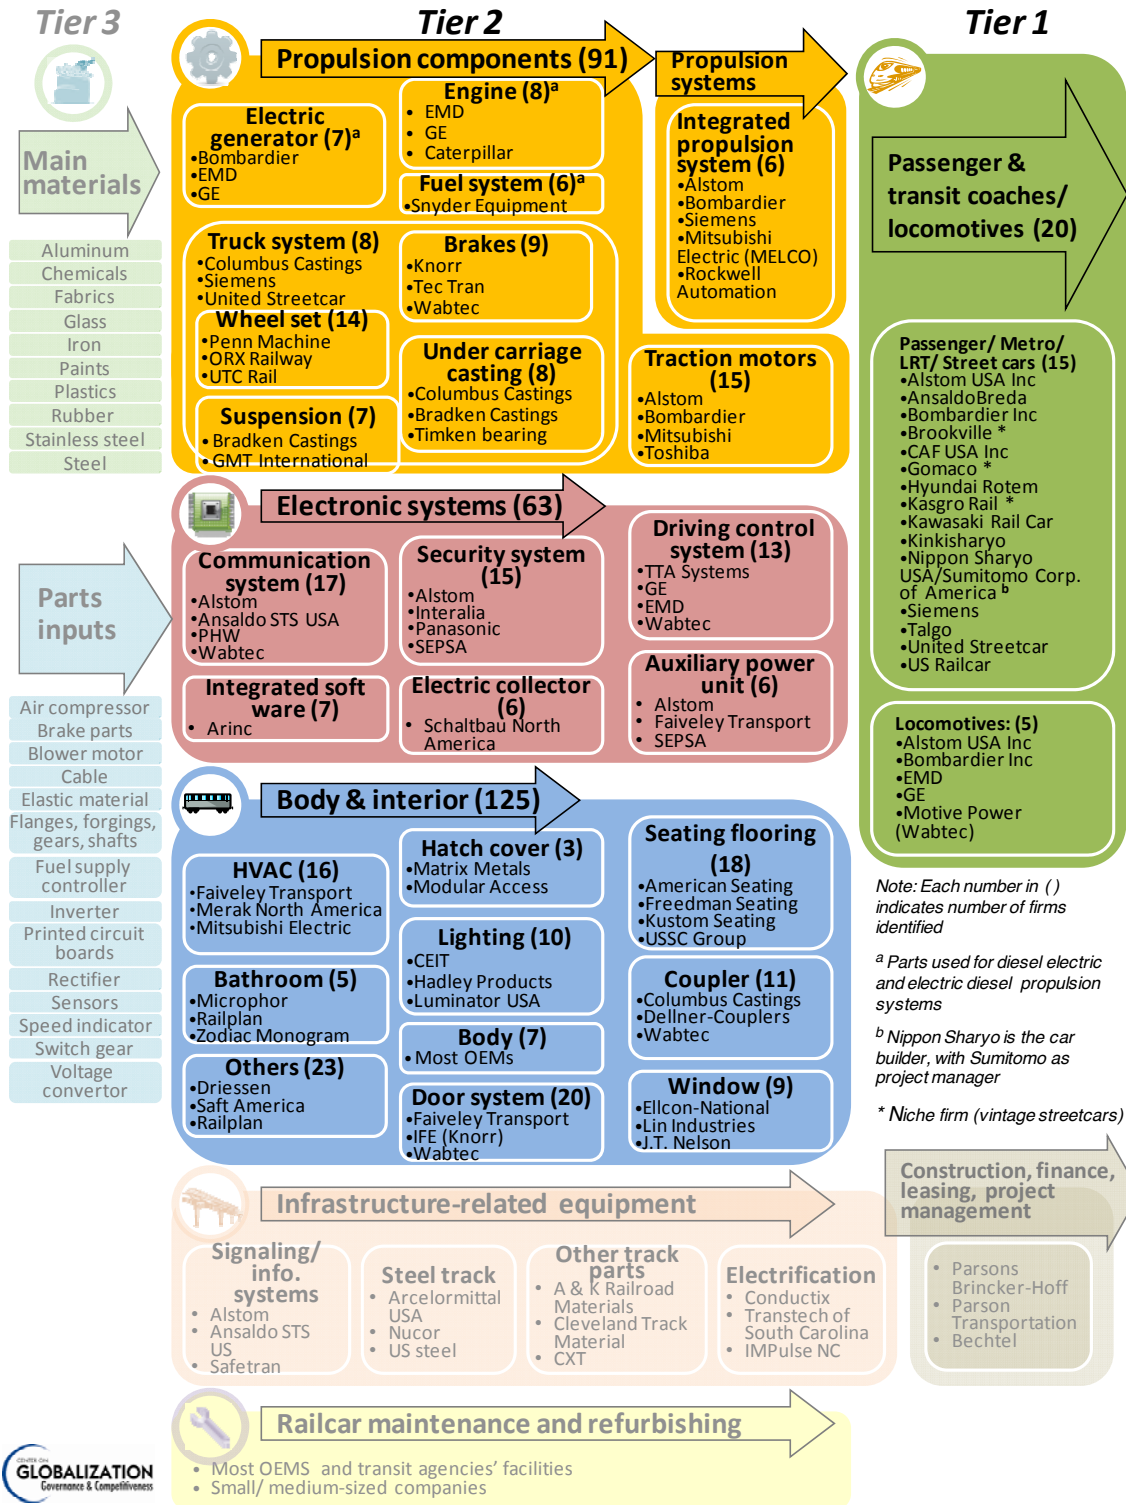 Tier 3
Tier 2
Tier 1
Main
materials
Aluminum
Chemicals
Fabrics
Glass
Iron
Paints
Plastics
Rubber
Stainless steel
Steel
Parts
inputs
Air compressor
Brake parts
Blower motor
Cable
Elastic material
Flanges, forgings,
gears, shafts
Fuel supply
controller
Inverter
Printed circuit
boards
Rectifier
Sensors
Speed indicator
Switch gear
Voltage
convertor
Propulsion components (91)
Electric
generator (7)a
•Bombardier
•EMD
•GE
Engine (8)a
• EMD
• GE
• Caterpillar
Fuel system (6)a
•Snyder Equipment
Truck system (8)
•Columbus Castings
•Siemens
•United Streetcar
Wheel set (14)
•Penn Machine
•ORX Railway
•UTC Rail
Suspension (7)
• Bradken Castings
• GMT International
Brakes (9)
•Knorr
•Tec Tran
•Wabtec
Under carriage
casting (8)
•Columbus Castings
•Bradken Castings
•Timken bearing
Propulsion
systems
Integrated
propulsion
system (6)
•Alstom
•Bombardier
•Siemens
•Mitsubishi
Electric (MELCO)
•Rockwell
Automation
Traction motors
(15)
•Alstom
•Bombardier
•Mitsubishi
•Toshiba
Electronic systems (63)
Communication
system (17)
•Alstom
•Ansaldo STS USA
•PHW
•Wabtec
Integrated soft
ware (7)
• Arinc
Security system
(15)
•Alstom
•Interalia
•Panasonic
•SEPSA
Electric collector
(6)
• Schaltbau North
America
Driving control
system (13)
•TTA Systems
•GE
•EMD
•Wabtec
Auxiliary power
unit (6)
• Alstom
• Faiveley Transport
• SEPSA
Body & interior (125)
HVAC (16)
•Faiveley Transport
•Merak North America
•Mitsubishi Electric
Bathroom (5)
•Microphor
•Railplan
•Zodiac Monogram
Others (23)
•Driessen
•Saft America
•Railplan
Hatch cover (3)
•Matrix Metals
•Modular Access
Lighting (10)
•CEIT
•Hadley Products
•Luminator USA
Body (7)
• Most OEMs
Door system (20)
•Faiveley Transport
•IFE (Knorr)
•Wabtec
Seating flooring
(18)
•American Seating
•Freedman Seating
•Kustom Seating
•USSC Group
Coupler (11)
•Columbus Castings
•Dellner-Couplers
•Wabtec
Window (9)
•Ellcon-National
•Lin Industries
•J.T. Nelson
Passenger &
transit coaches/
locomotives (20)
Passenger/ Metro/
LRT/ Street cars (15)
•Alstom USA Inc
•AnsaldoBreda
•Bombardier Inc
•Brookville *
•CAF USA Inc
•Gomaco *
•Hyundai Rotem
•Kasgro Rail *
•Kawasaki Rail Car
•Kinkisharyo
•Nippon Sharyo
USA/Sumitomo Corp.
of America b
•Siemens
•Talgo
•United Streetcar
•US Railcar
Locomotives: (5)
•Alstom USA Inc
•Bombardier Inc
•EMD
•GE
•Motive Power
(Wabtec)
Note: Each number in ( )
indicates number of firms
identified
a Parts used for diesel electric
and electric diesel propulsion
systems
b Nippon Sharyo is the car
builder, with Sumitomo as
project manager
* Niche firm (vintage streetcars)
Infrastructure-related equipment
Signaling/
info.
systems
• Alstom
• Ansaldo STS
US
• Safetran
Steel track
• Arcelormittal
USA
• Nucor
• US steel
Other track
parts
• A & K Railroad
Materials
• Cleveland Track
Material
• CXT
Electrification
• Conductix
• Transtech of
South Carolina
• IMPulse NC
Construction, finance,
leasing, project
management
• Parsons
Brincker-Hoff
• Parson
Transportation
• Bechtel
Railcar maintenance and refurbishing
• Most OEMS and transit agencies' facilities
• Small/ medium-sized companies
CENTER ON
GLOBALIZATION
Governance & Competitiveness